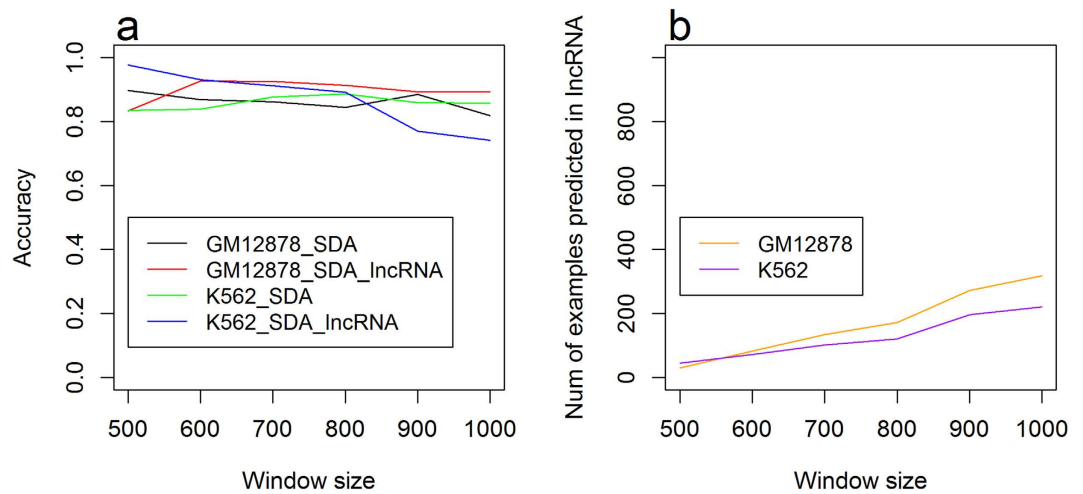 a
Accuracy
1.0
0.8
0.6
0.4
0.2
0.0
GM12878_SDA
GM12878_SDA_lncRNA
K562_SDA
K562_SDA_lncRNA
500 600 700 800 900 1000
Window size
b
Num of examples predicted in lncRNA
800
600
400
200
0
GM12878
K562
500 600 700 800 900 1000
Window size